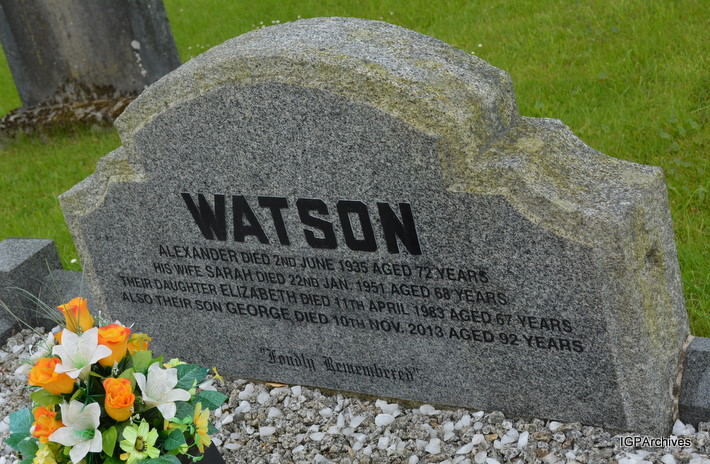 WATSON
ALEXANDER DIED 2ND JUNE 1935 AGED 72 YEARS
HIS WIFE SARAH DIED 22ND JAN. 1951 AGED 68 YEARS
THEIR DAUGHTER ELIZABETH DIED 11TH APRIL 1983 AGED 67 YEARS
ALSO THEIR SON GEORGE DIED 10TH NOV. 2013 AGED 92 YEARS
"Fondly Remembered"
IGPArchives